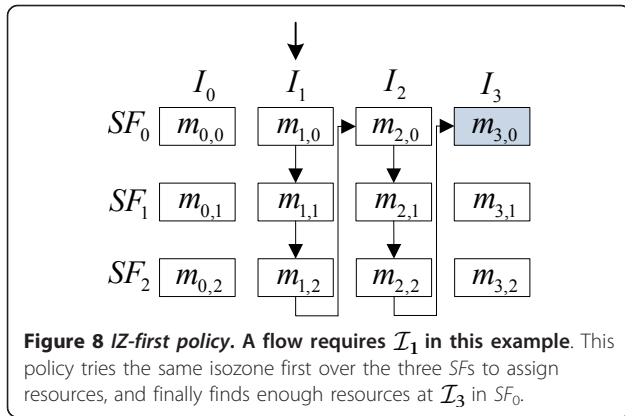 I₀ I₁ I₂ I₃
SF₀ m₀,₀ m₁,₀ m₂,₀ m₃,₀
SF₁ m₀,₁ m₁,₁ m₂,₁ m₃,₁
SF₂ m₀,₂ m₁,₂ m₂,₂ m₃,₂
Figure 8 IZ-first policy. A flow requires ℐ₁ in this example. This
policy tries the same isozone first over the three SFs to assign
resources, and finally finds enough resources at ℐ₃ in SF₀.